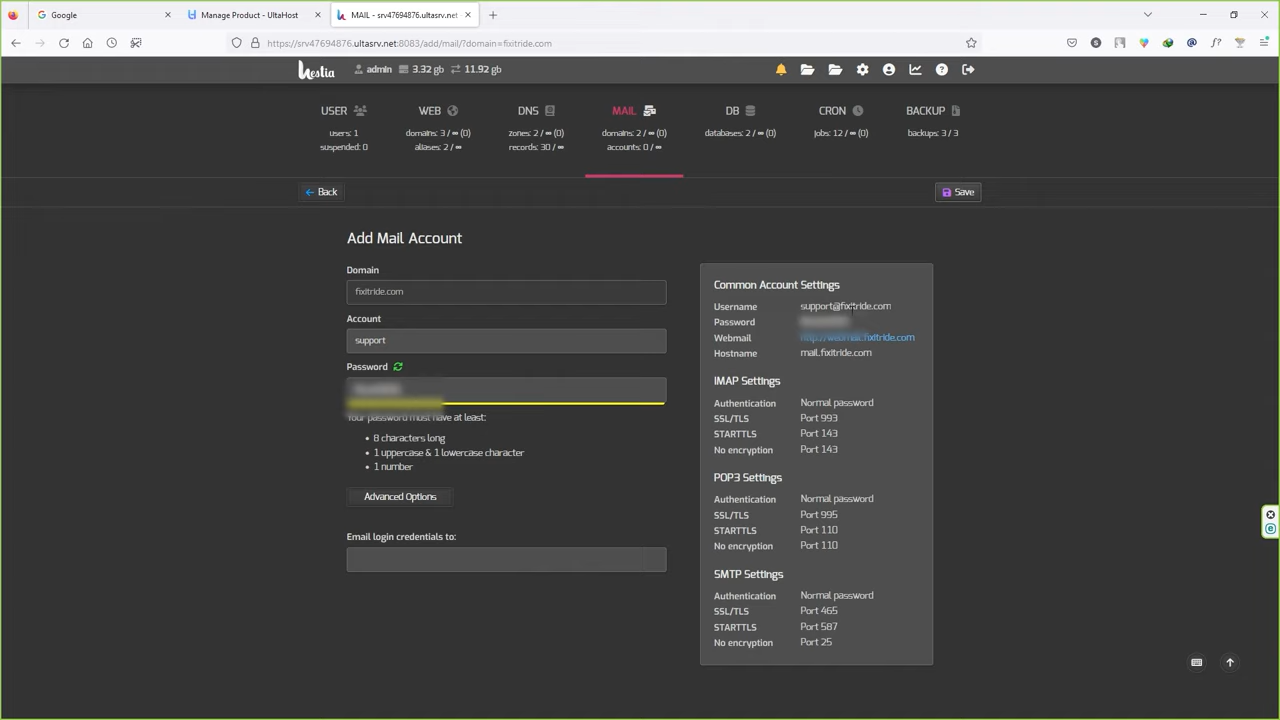 Google
Manage Product - UltaHost
MAIL - srv47694876.ultasrv.net:
https://srv47694876.ultasrv.net:8083/add/mail/?domain=fixitride.com
hestia admin 3.32 gb 11.92 gb
USER WEB DNS MAIL DB CRON BACKUP
users: 1 domains: 3 / ∞ (0) zones: 2 / ∞ (0) domains: 2 / ∞ (0) databases: 2 / ∞ (0) jobs: 12 / ∞ (0) backups: 3 / 3
suspended: 0 aliases: 2 / ∞ records: 30 / ∞ accounts: 0 / ∞
Back Save
Add Mail Account
Domain
fixitride.com
Account
support
Password
Your password must have at least:
• 8 characters long
• 1 uppercase & 1 lowercase character
• 1 number
Advanced Options
Email login credentials to:
Common Account Settings
Username support@fixitride.com
Password
Webmail http://webmail.fixitride.com
Hostname mail.fixitride.com
IMAP Settings
Authentication Normal password
SSL/TLS Port 993
STARTTLS Port 143
No encryption Port 143
POP3 Settings
Authentication Normal password
SSL/TLS Port 995
STARTTLS Port 110
No encryption Port 110
SMTP Settings
Authentication Normal password
SSL/TLS Port 465
STARTTLS Port 587
No encryption Port 25